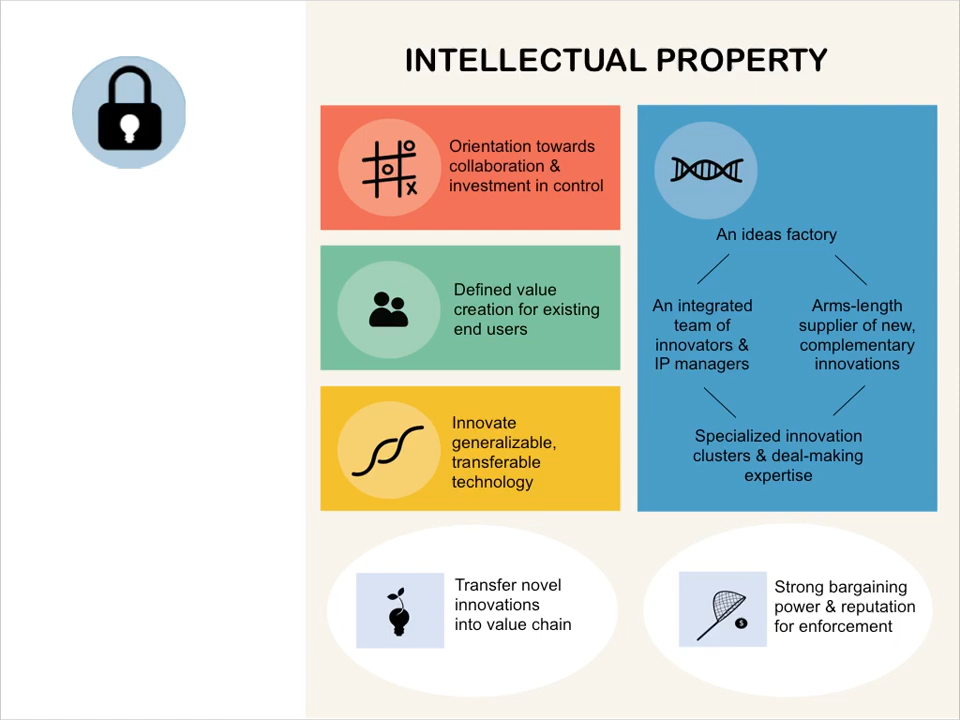 INTELLECTUAL PROPERTY
Orientation towards
collaboration &
investment in control
Defined value
creation for existing
end users
Innovate
generalizable,
transferable
technology
An ideas factory
An integrated
team of
innovators &
IP managers
Arms-length
supplier of new,
complementary
innovations
Specialized innovation
clusters & deal-making
expertise
Transfer novel
innovations
into value chain
$
Strong bargaining
power & reputation
for enforcement